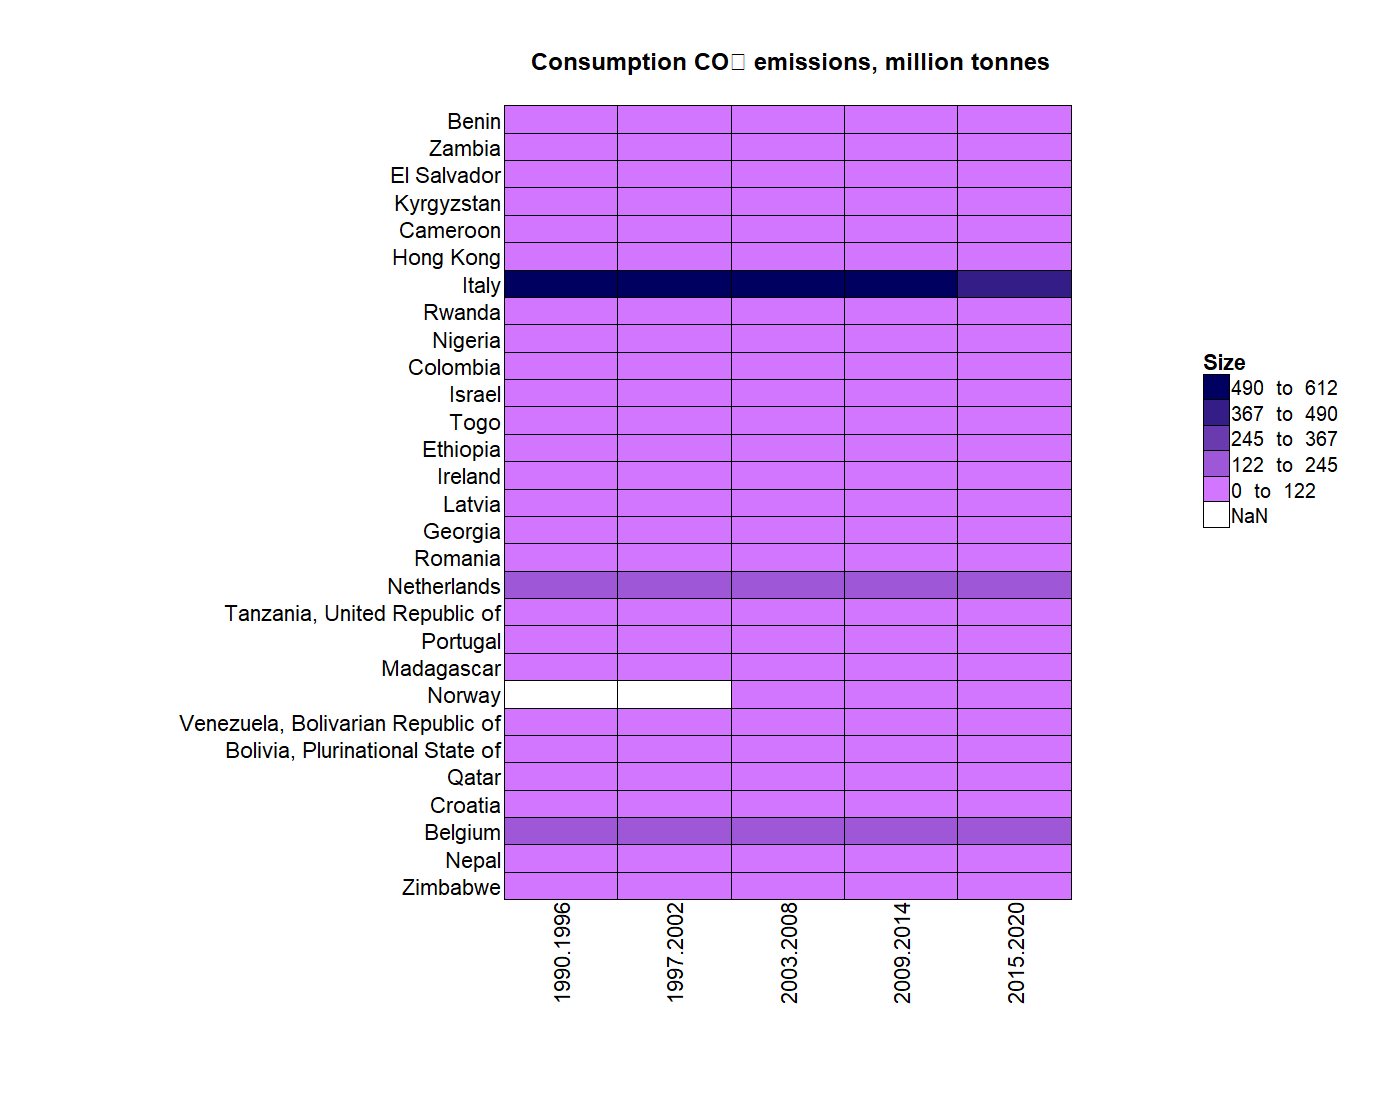 Consumption CO□ emissions, million tonnes
Benin
Zambia
El Salvador
Kyrgyzstan
Cameroon
Hong Kong
Italy
Rwanda
Nigeria
Colombia
Israel
Togo
Ethiopia
Ireland
Latvia
Georgia
Romania
Netherlands
Tanzania, United Republic of
Portugal
Madagascar
Norway
Venezuela, Bolivarian Republic of
Bolivia, Plurinational State of
Qatar
Croatia
Belgium
Nepal
Zimbabwe
1990.1996
1997.2002
2003.2008
2009.2014
2015.2020
Size
490 to 612
367 to 490
245 to 367
122 to 245
0 to 122
NaN